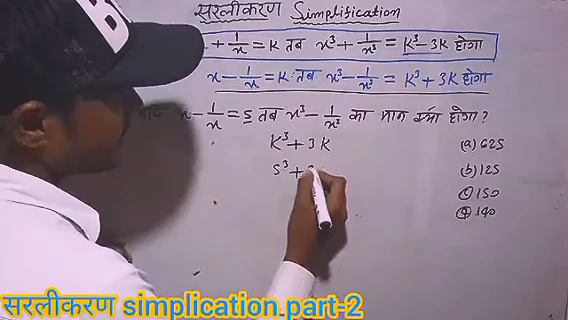 सरलीकरण Simplification
+ 1/x = K तब x³ + 1/x³ = K³ - 3K होगा
x - 1/x = K तब x³ - 1/x³ = K³ + 3K होगा
x - 1/x = 5 तब x³ - 1/x³ का मान क्या होगा?
K³ + 3K
(a) 625
5³ +
(b) 125
(c) 150
(d) 140
सरलीकरण simplication part-2
B